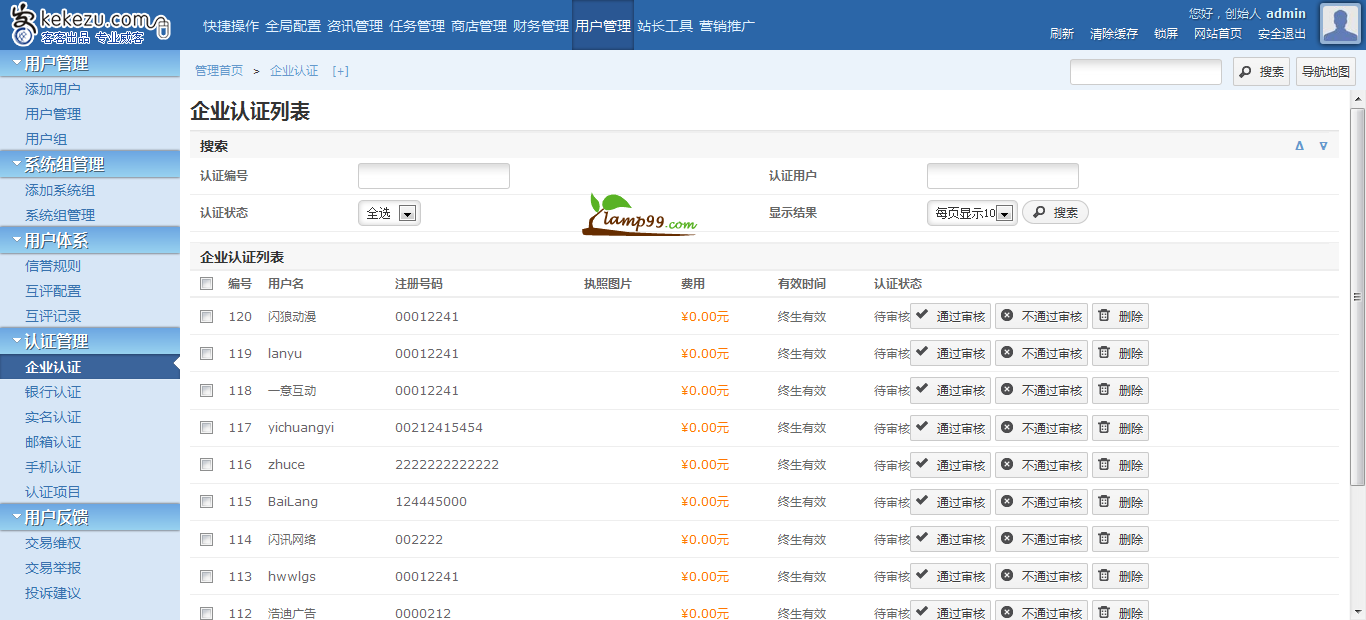 kekezu.com
客客出品 专业威客
快捷操作 全局配置 资讯管理 任务管理 商店管理 财务管理 用户管理 站长工具 营销推广
您好, 创始人 admin
刷新 清除缓存 锁屏 网站首页 安全退出
用户管理
添加用户
用户管理
用户组
系统组管理
添加系统组
系统组管理
用户体系
信誉规则
互评配置
互评记录
认证管理
企业认证
银行认证
实名认证
邮箱认证
手机认证
认证项目
用户反馈
交易维权
交易举报
投诉建议
管理首页 > 企业认证 [+]
搜索 导航地图
企业认证列表
搜索
认证编号 认证用户
认证状态 全选 显示结果 每页显示10 搜索
lamp99.com
企业认证列表
编号 用户名 注册号码 执照图片 费用 有效时间 认证状态
120 闪狼动漫 00012241 ¥0.00元 终生有效 待审核 通过审核 不通过审核 删除
119 lanyu 00012241 ¥0.00元 终生有效 待审核 通过审核 不通过审核 删除
118 一意互动 00012241 ¥0.00元 终生有效 待审核 通过审核 不通过审核 删除
117 yichuangyi 00212415454 ¥0.00元 终生有效 待审核 通过审核 不通过审核 删除
116 zhuce 2222222222222 ¥0.00元 终生有效 待审核 通过审核 不通过审核 删除
115 BaiLang 124445000 ¥0.00元 终生有效 待审核 通过审核 不通过审核 删除
114 闪讯网络 002222 ¥0.00元 终生有效 待审核 通过审核 不通过审核 删除
113 hwwlgs 00012241 ¥0.00元 终生有效 待审核 通过审核 不通过审核 删除
112 浩迪广告 0000212 ¥0.00元 终生有效 待审核 通过审核 不通过审核 删除